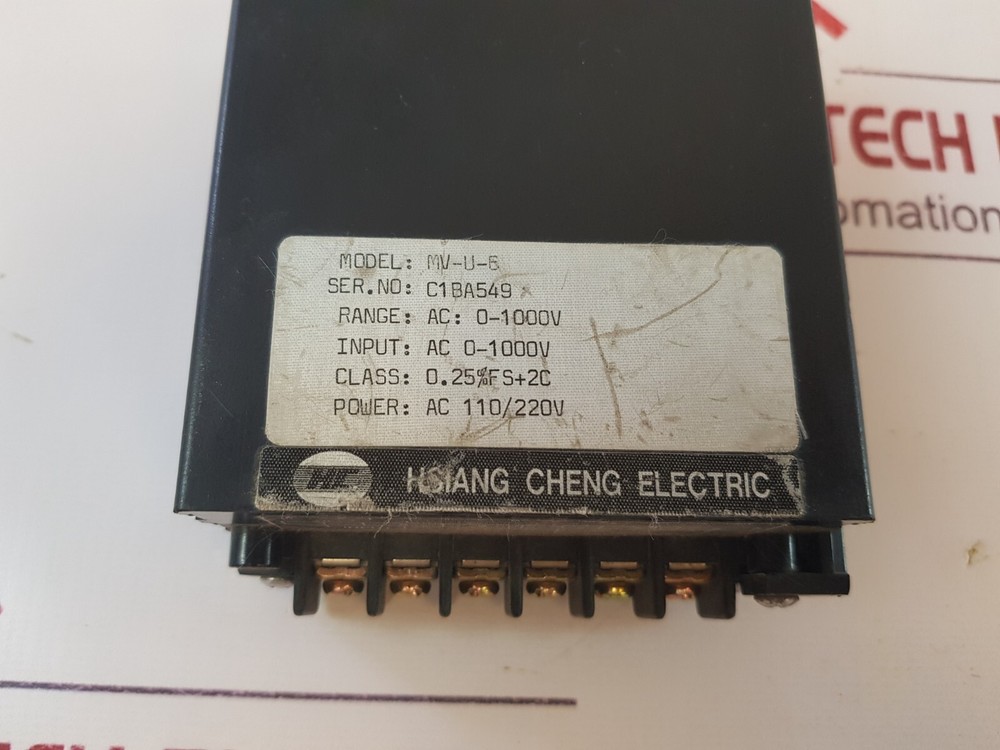 TECH
omation
MODEL: MV-U-5
SER.NO: C1BA549
RANGE: AC: 0-1000V
INPUT: AC 0-1000V
CLASS: 0.25%FS+2C
POWER: AC 110/220V
HSIANG CHENG ELECTRIC